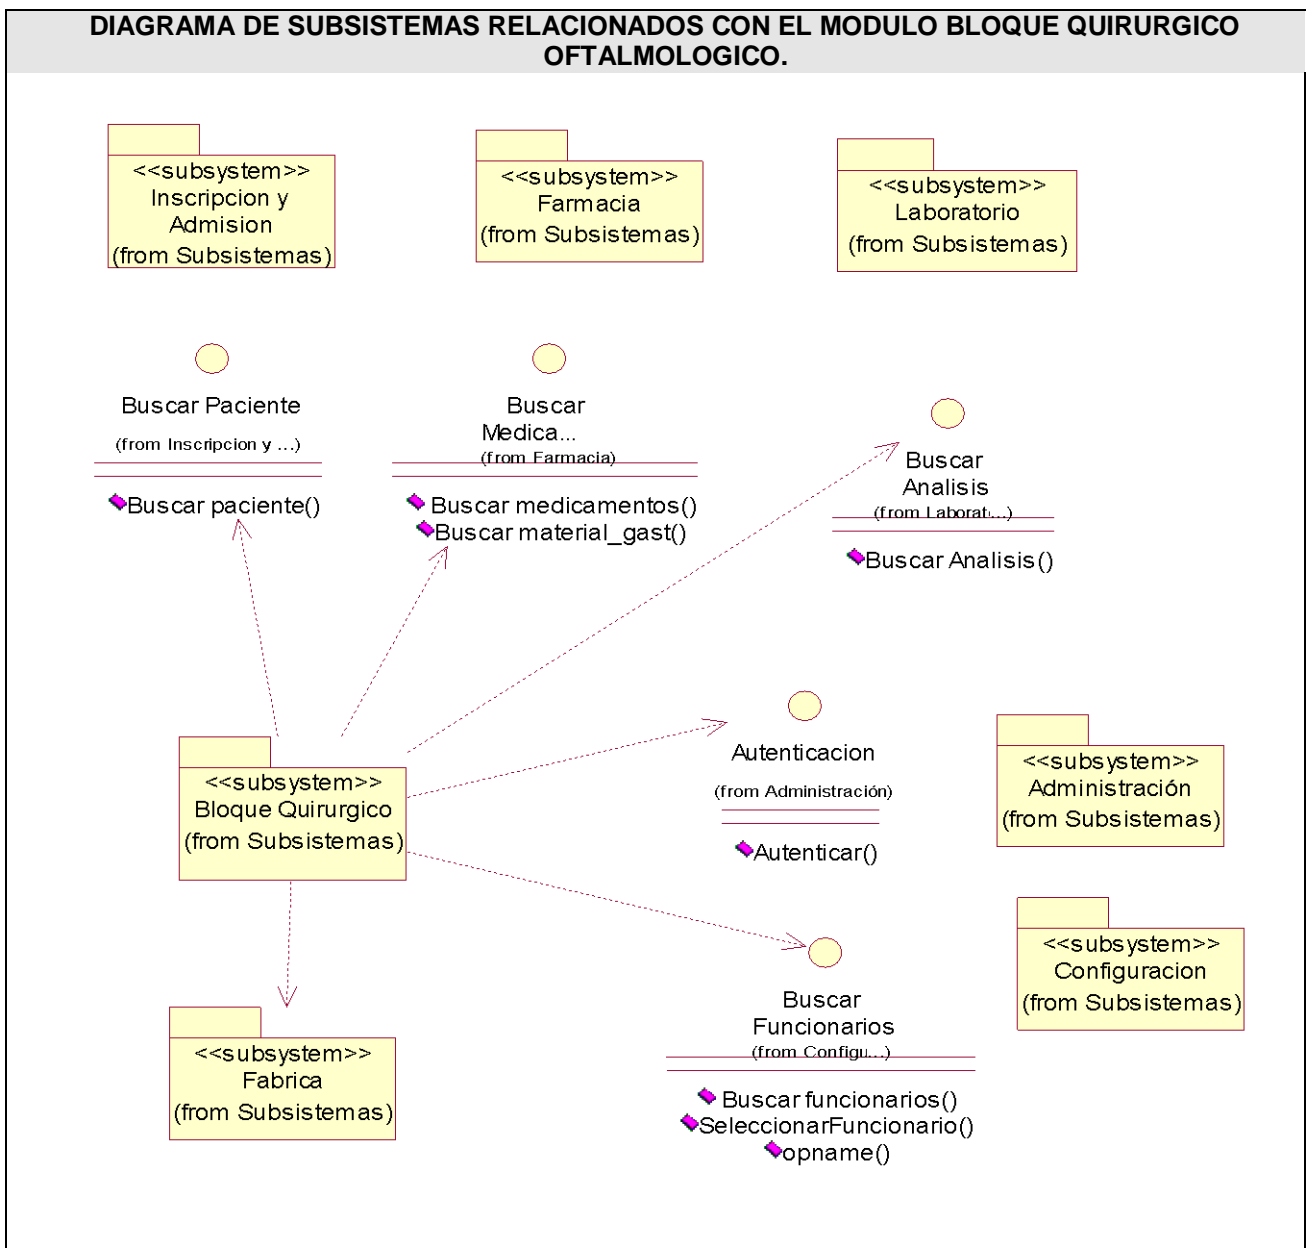 DIAGRAMA DE SUBSISTEMAS RELACIONADOS CON EL MODULO BLOQUE QUIRURGICO
OFTALMOLOGICO.
<<subsystem>>
Inscripcion y
Admision
(from Subsistemas)
<<subsystem>>
Farmacia
(from Subsistemas)
<<subsystem>>
Laboratorio
(from Subsistemas)
Buscar Paciente
(from Inscripcion y ...)
Buscar paciente()
Buscar
Medica...
(from Farmacia)
Buscar medicamentos()
Buscar material_gast()
Buscar
Analisis
(from Laborat...)
Buscar Analisis()
<<subsystem>>
Bloque Quirurgico
(from Subsistemas)
Autenticacion
(from Administración)
Autenticar()
<<subsystem>>
Administración
(from Subsistemas)
<<subsystem>>
Configuracion
(from Subsistemas)
<<subsystem>>
Fabrica
(from Subsistemas)
Buscar
Funcionarios
(from Configu...)
Buscar funcionarios()
SeleccionarFuncionario()
opname()